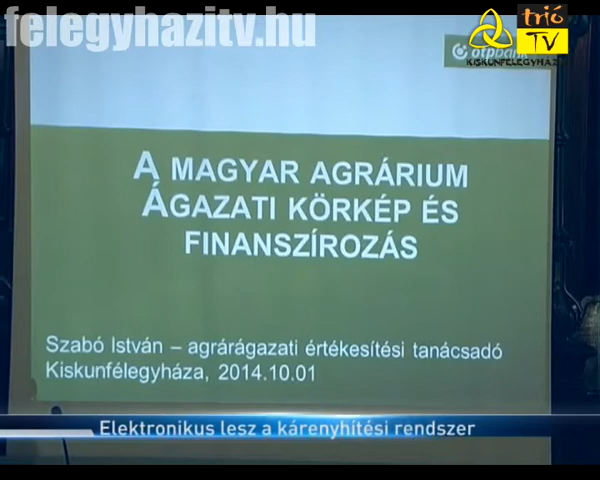 felegyhazitv.hu
trió
TV
KISKUNFÉLEGYHÁZA
otpbank
A MAGYAR AGRÁRIUM
ÁGAZATI KÖRKÉP ÉS
FINANSZÍROZÁS
Szabó István – agrárágazati értékesítési tanácsadó
Kiskunfélegyháza, 2014.10.01
Elektronikus lesz a kárenyhítési rendszer